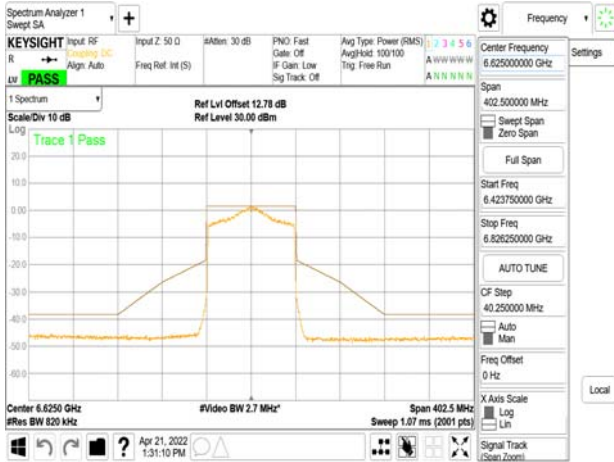 Spectrum Analyzer 1
Swept SA
Frequency
KEYSIGHT
R
LV PASS
Input: RF
Coupling: DC
Align: Auto
Input Z: 50 Ω
Freq Ref: Int (S)
#Atten: 30 dB
PNO: Fast
Gate: Off
IF Gain: Low
Sig Track: Off
Avg Type: Power (RMS)
Avg|Hold: 100/100
Trig: Free Run
1 2 3 4 5 6
A W W W W W
A N N N N N
1 Spectrum
Scale/Div 10 dB
Ref Lvl Offset 12.78 dB
Ref Level 30.00 dBm
Log
Trace 1 Pass
20.0
10.0
0.00
-10.0
-20.0
-30.0
-40.0
-50.0
-60.0
Center 6.6250 GHz
#Res BW 820 kHz
#Video BW 2.7 MHz*
Span 402.5 MHz
Sweep 1.07 ms (2001 pts)
Apr 21, 2022
1:31:10 PM
Center Frequency
6.625000000 GHz
Span
402.500000 MHz
Swept Span
Zero Span
Full Span
Start Freq
6.423750000 GHz
Stop Freq
6.826250000 GHz
AUTO TUNE
CF Step
40.250000 MHz
Auto
Man
Freq Offset
0 Hz
X Axis Scale
Log
Lin
Signal Track
(Span Zoom)
Settings
Local